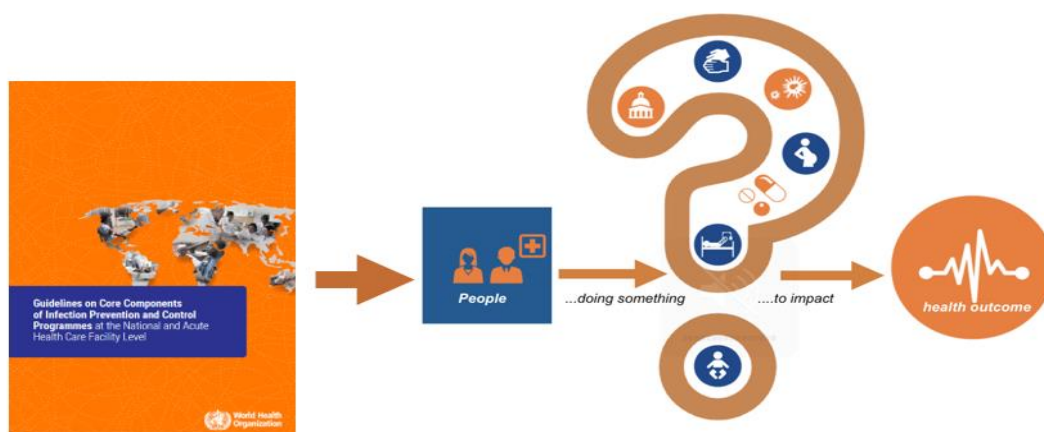 Guidelines on Core Components
of Infection Prevention and Control
Programmes at the National and Acute
Health Care Facility Level
World Health
Organization
People
...doing something
....to impact
health outcome